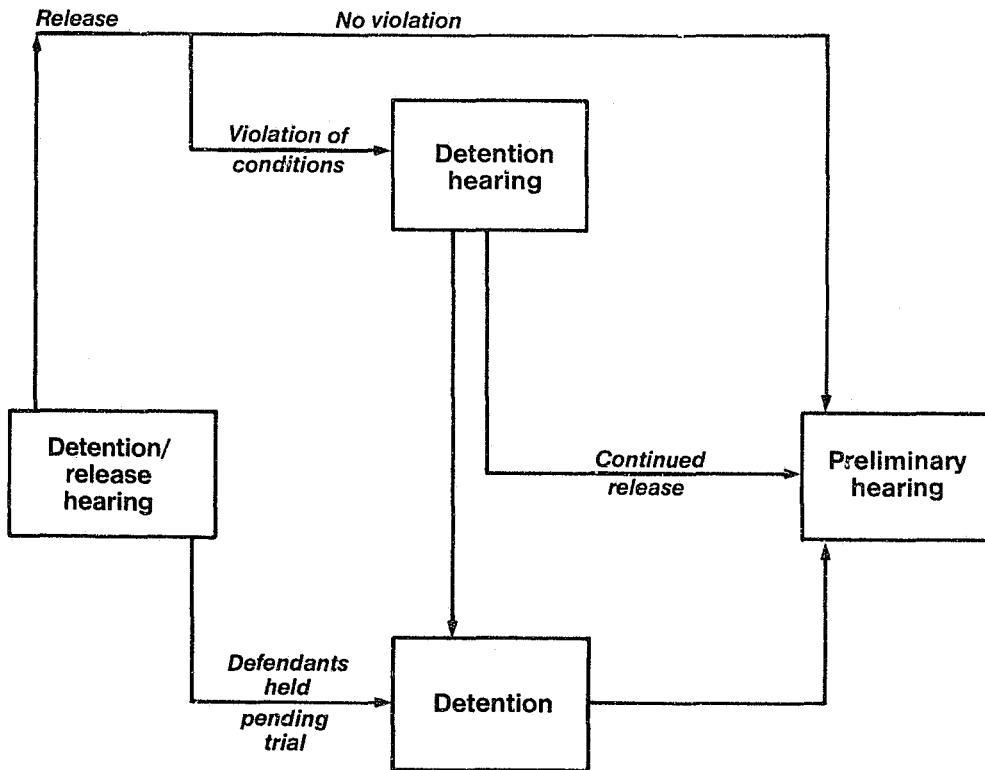 Release
No violation
Violation of
conditions
Detention
hearing
Detention/
release
hearing
Continued
release
Preliminary
hearing
Defendants
held
pending
trial
Detention